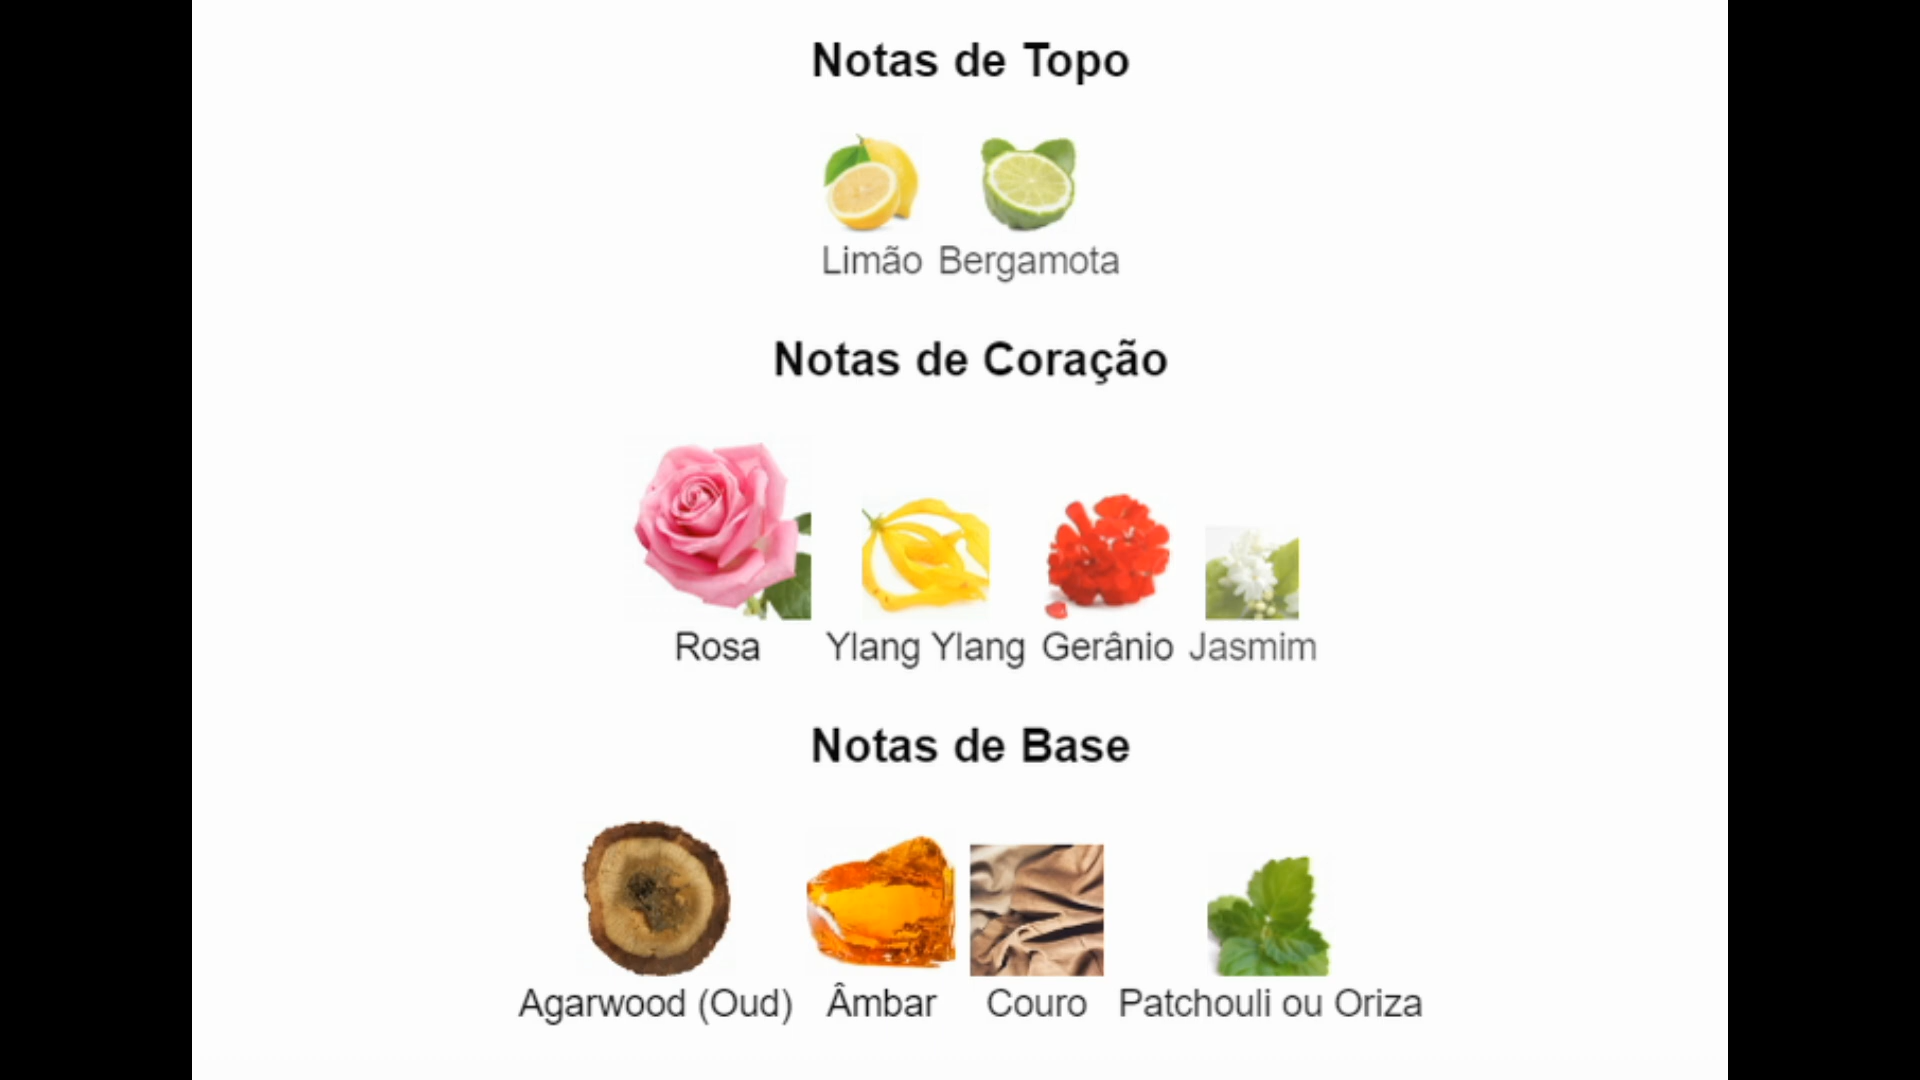 Notas de Topo
Limão Bergamota
Notas de Coração
Rosa Ylang Ylang Gerânio Jasmim
Notas de Base
Agarwood (Oud) Âmbar Couro Patchouli ou Oriza